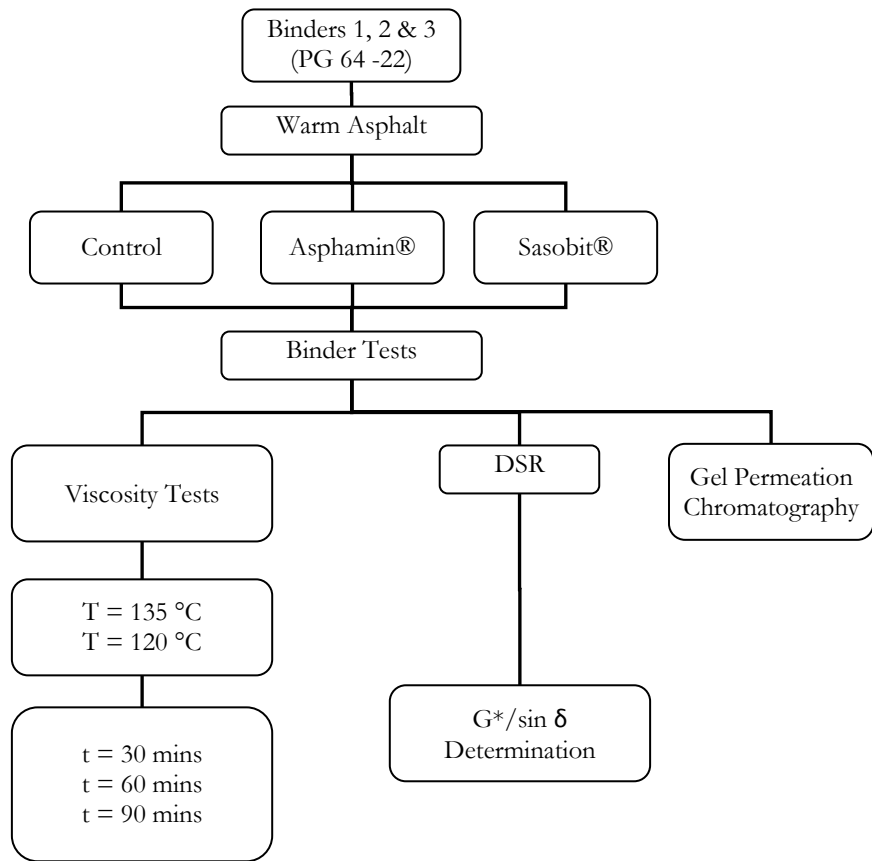 Binders 1, 2 & 3
(PG 64 -22)
Warm Asphalt
Control
Asphamin®
Sasobit®
Binder Tests
Viscosity Tests
DSR
Gel Permeation
Chromatography
T = 135 °C
T = 120 °C
G*/sin δ
Determination
t = 30 mins
t = 60 mins
t = 90 mins